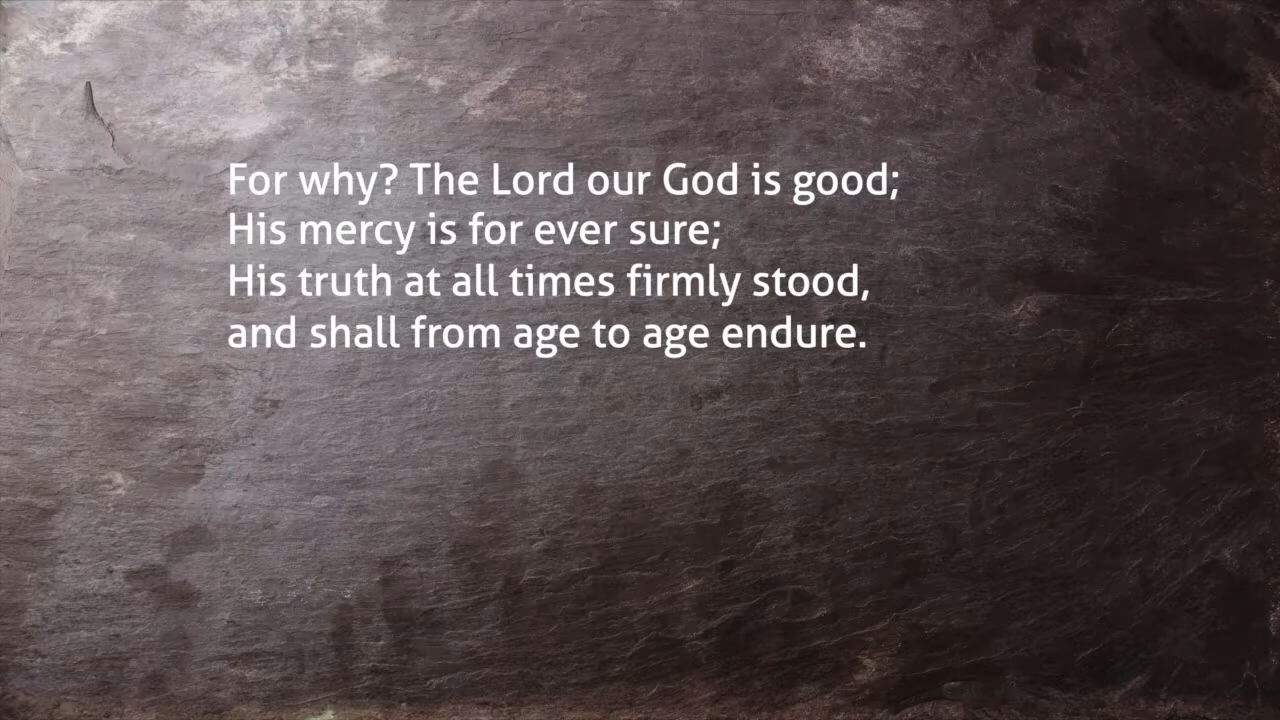 For why? The Lord our God is good;
His mercy is for ever sure;
His truth at all times firmly stood,
and shall from age to age endure.